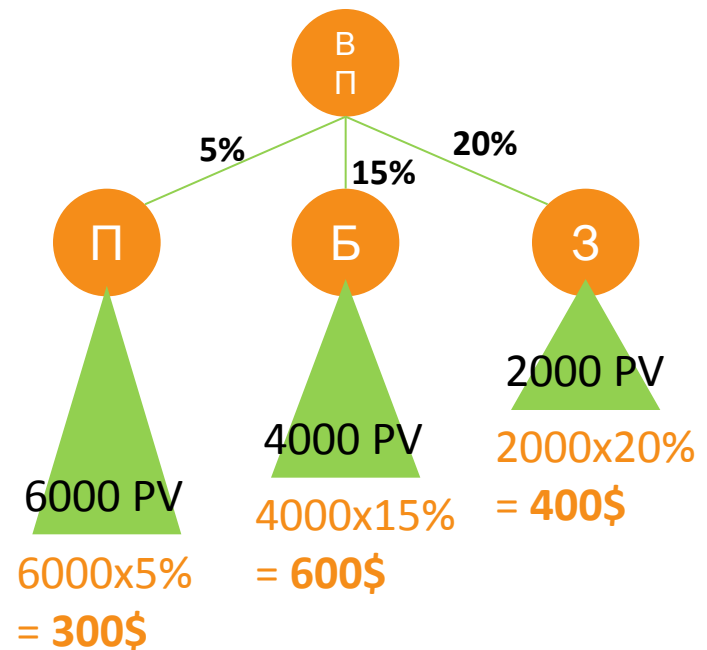 В
П
5%
15%
20%
П
Б
З
6000 PV
4000 PV
2000 PV
6000x5%
= 300$
4000x15%
= 600$
2000x20%
= 400$